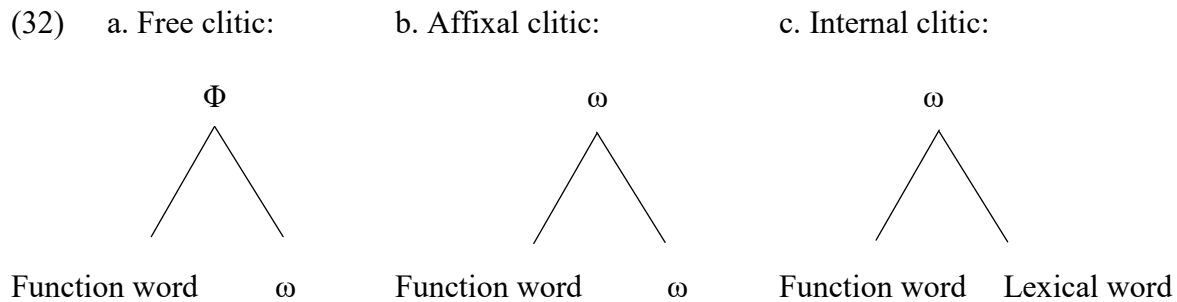 (32) a. Free clitic: b. Affixal clitic: c. Internal clitic:
Φ ω ω
Function word ω Function word ω Function word Lexical word